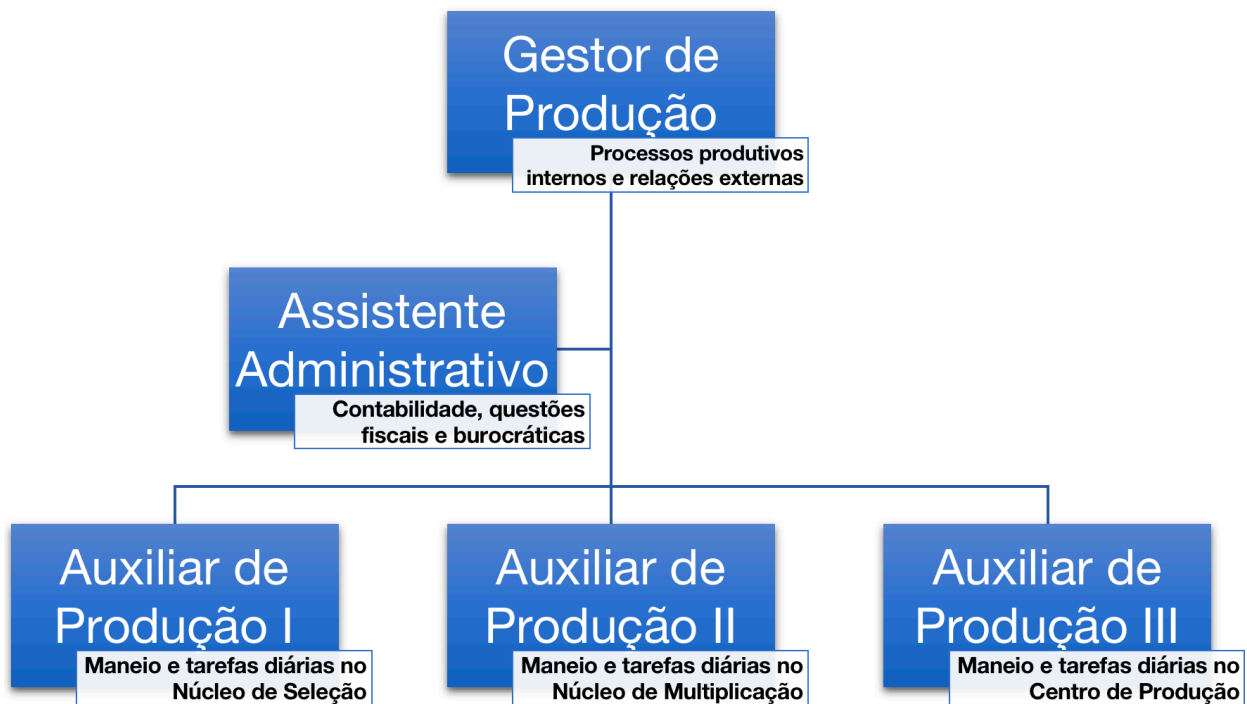 Gestor de
Produção
Processos produtivos
internos e relações externas
Assistente
Administrativo
Contabilidade, questões
fiscais e burocráticas
Auxiliar de
Produção I
Maneio e tarefas diárias no
Núcleo de Seleção
Auxiliar de
Produção II
Maneio e tarefas diárias no
Núcleo de Multiplicação
Auxiliar de
Produção III
Maneio e tarefas diárias no
Centro de Produção